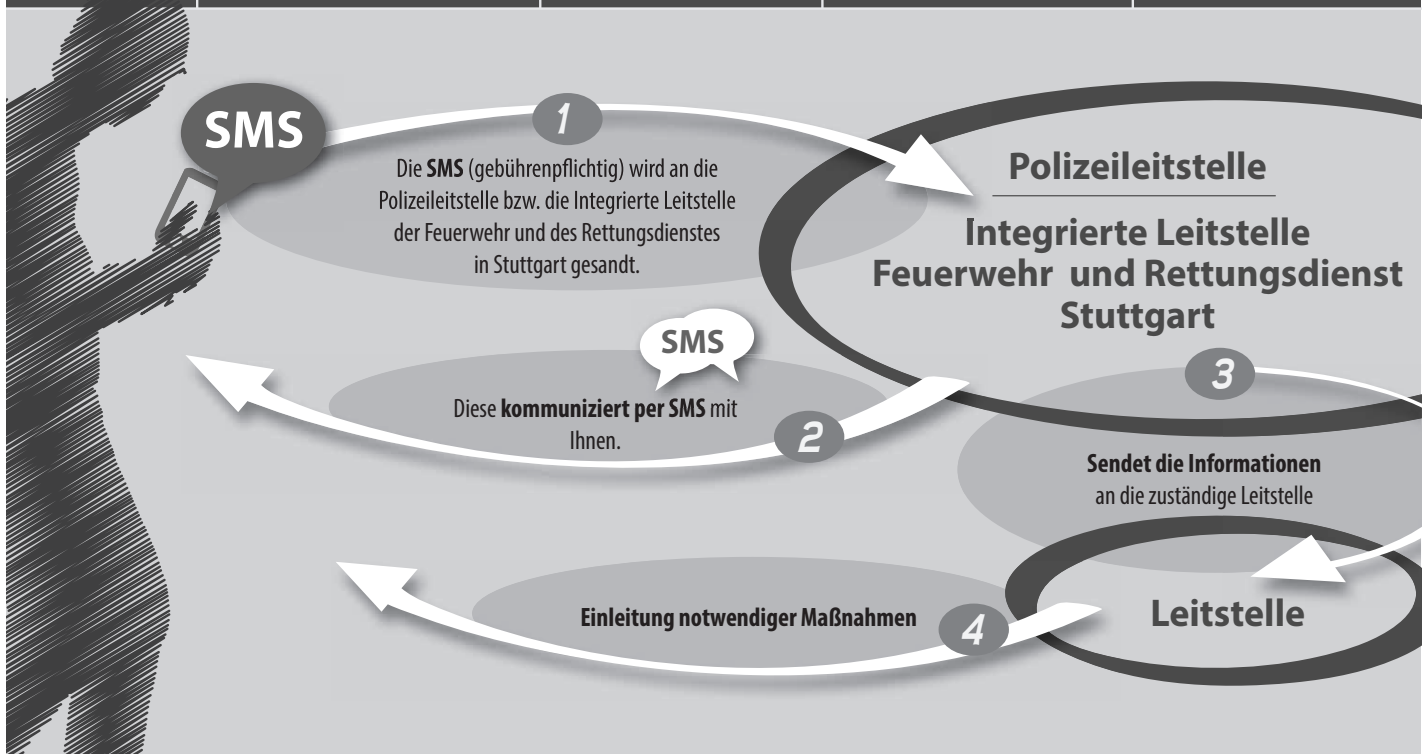 SMS
1
Die SMS (gebührenpflichtig) wird an die
Polizeileitstelle bzw. die Integrierte Leitstelle
der Feuerwehr und des Rettungsdienstes
in Stuttgart gesandt.
Polizeileitstelle
Integrierte Leitstelle
Feuerwehr und Rettungsdienst
Stuttgart
SMS
Diese kommuniziert per SMS mit
Ihnen.
2
3
Sendet die Informationen
an die zuständige Leitstelle
Einleitung notwendiger Maßnahmen
4
Leitstelle